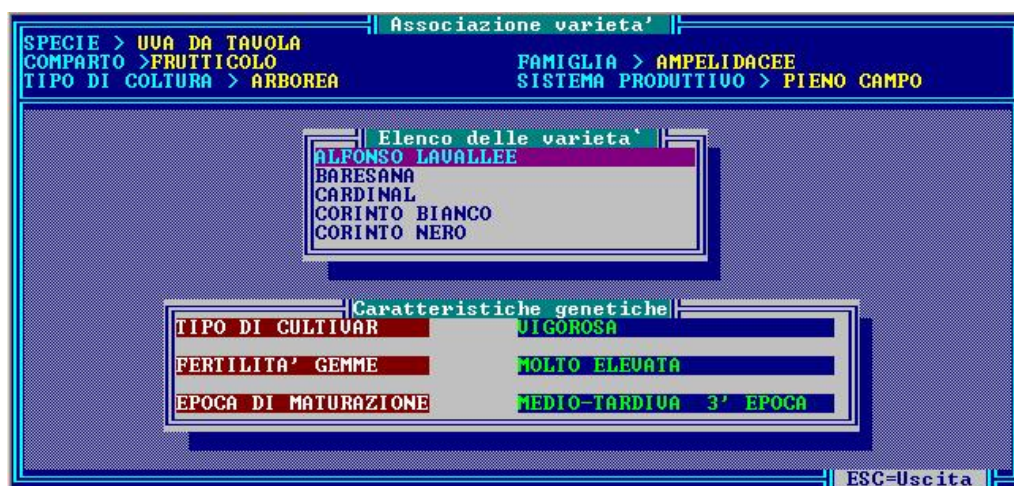 Associazione varieta'
SPECIE > UVA DA TAVOLA
COMPARTO >FRUTTICOLO FAMIGLIA > AMPELIDACEE
TIPO DI COLTURA > ARBOREA SISTEMA PRODUTTIVO > PIENO CAMPO
Elenco delle varieta`
ALFONSO LAVALLEE
BARESANA
CARDINAL
CORINTO BIANCO
CORINTO NERO
Caratteristiche genetiche
TIPO DI CULTIVAR VIGOROSA
FERTILITA' GEMME MOLTO ELEVATA
EPOCA DI MATURAZIONE MEDIO-TARDIVA 3' EPOCA
ESC=Uscita